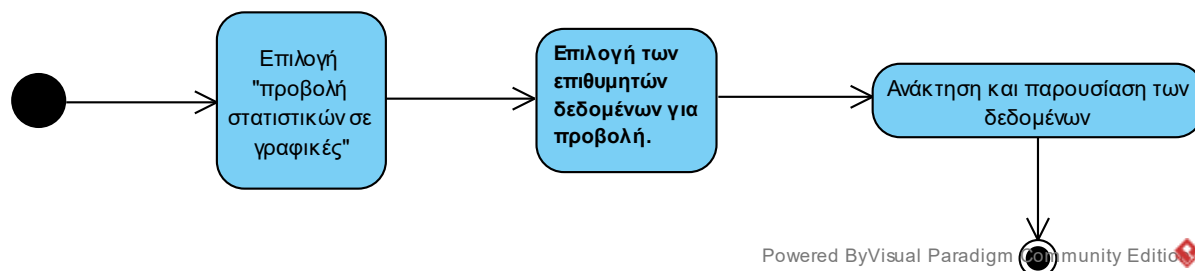 Επιλογή
"προβολή
στατιστικών σε
γραφικές"
Επιλογή των
επιθυμητών
δεδομένων για
προβολή.
Ανάκτηση και παρουσίαση των
δεδομένων
Powered ByVisual Paradigm Community Edition